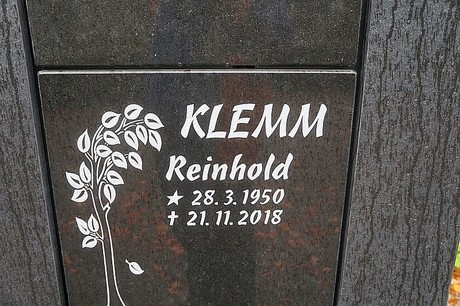 KLEMM
Reinhold
★ 28.3.1950
✝ 21.11.2018